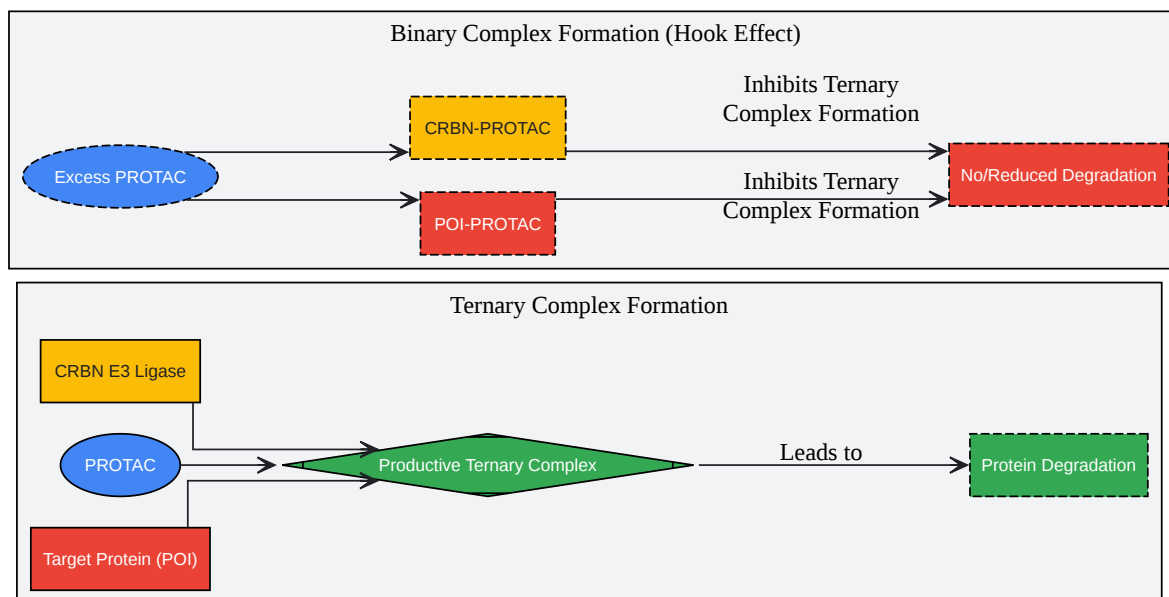 Binary Complex Formation (Hook Effect)
Inhibits Ternary
Complex Formation
CRBN-PROTAC
Excess PROTAC
No/Reduced Degradation
Inhibits Ternary
Complex Formation
POI-PROTAC
Ternary Complex Formation
CRBN E3 Ligase
PROTAC
Productive Ternary Complex
Leads to
Protein Degradation
Target Protein (POI)